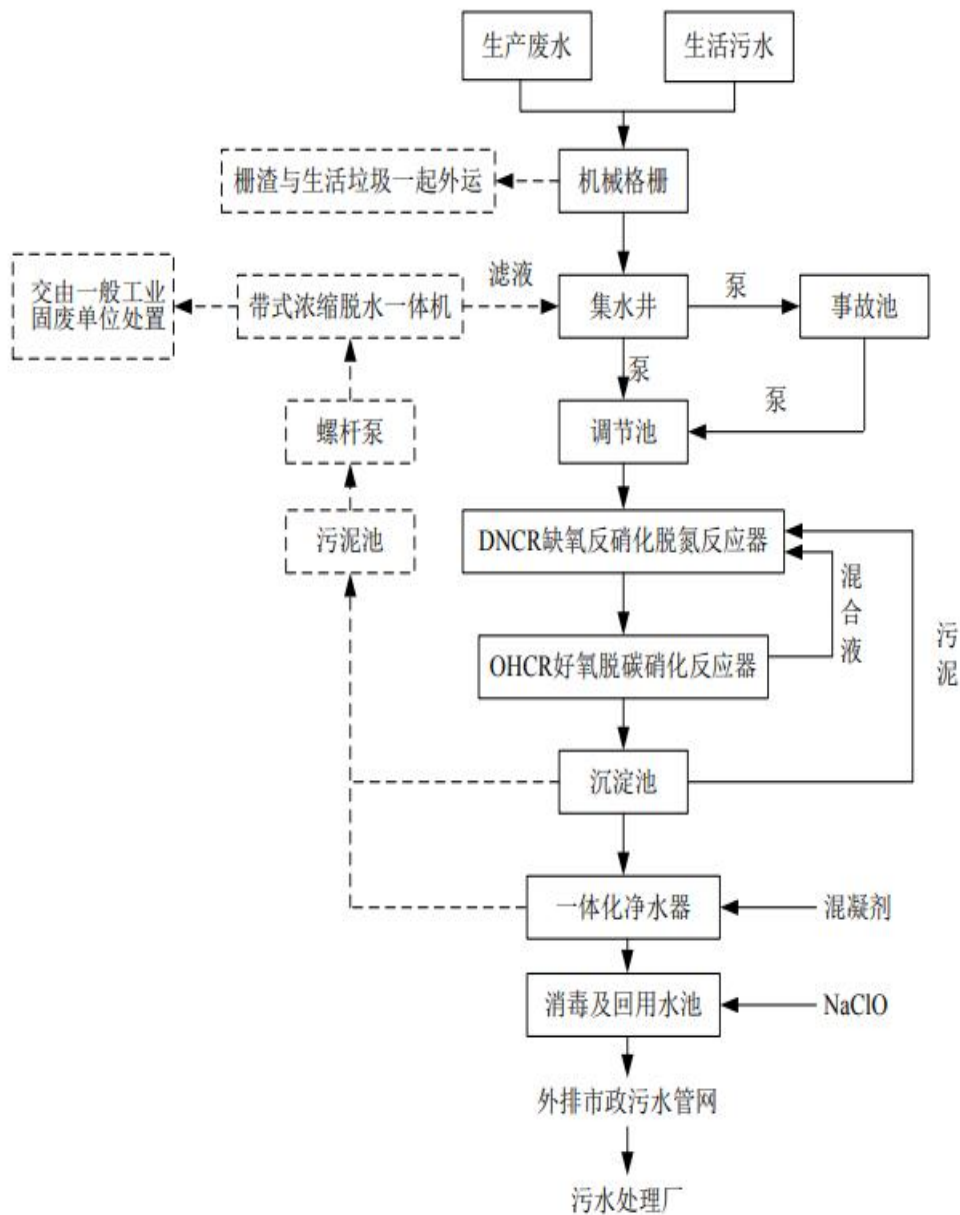 生产废水
生活污水
栅渣与生活垃圾一起外运
机械格栅
交由一般工业
固废单位处置
带式浓缩脱水一体机
滤液
集水井
泵
事故池
泵
泵
螺杆泵
调节池
污泥池
DNCR缺氧反硝化脱氮反应器
混合液
污泥
OHCR好氧脱碳硝化反应器
沉淀池
一体化净水器
混凝剂
消毒及回用水池
NaClO
外排市政污水管网
污水处理厂